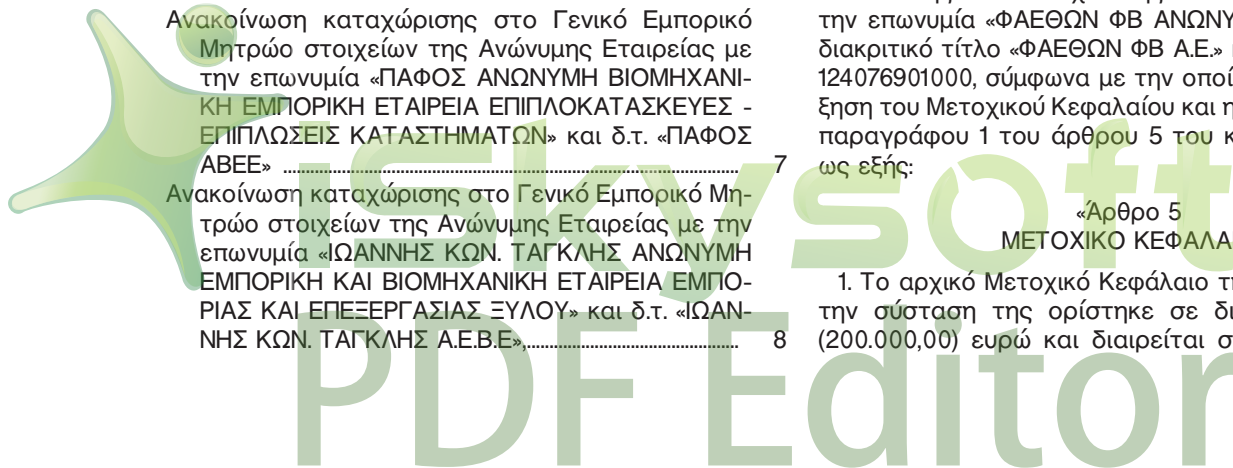 Ανακοίνωση καταχώρισης στο Γενικό Εμπορικό
Μητρώο στοιχείων της Ανώνυμης Εταιρείας με
την επωνυμία «ΠΑΦΟΣ ΑΝΩΝΥΜΗ ΒΙΟΜΗΧΑΝΙ-
ΚΗ ΕΜΠΟΡΙΚΗ ΕΤΑΙΡΕΙΑ ΕΠΙΠΛΟΚΑΤΑΣΚΕΥΕΣ -
ΕΠΙΠΛΩΣΕΙΣ ΚΑΤΑΣΤΗΜΑΤΩΝ» και δ.τ. «ΠΑΦΟΣ
ΑΒΕΕ» ........ 7
Ανακοίνωση καταχώρισης στο Γενικό Εμπορικό Μη-
τρώο στοιχείων της Ανώνυμης Εταιρείας με την
επωνυμία «ΙΩΑΝΝΗΣ ΚΩΝ. ΤΑΓΚΛΗΣ ΑΝΩΝΥΜΗ
ΕΜΠΟΡΙΚΗ ΚΑΙ ΒΙΟΜΗΧΑΝΙΚΗ ΕΤΑΙΡΕΙΑ ΕΜΠΟ-
ΡΙΑΣ ΚΑΙ ΕΠΕΞΕΡΓΑΣΙΑΣ ΞΥΛΟΥ» και δ.τ. «ΙΩΑΝ-
ΝΗΣ ΚΩΝ. ΤΑΓΚΛΗΣ Α.Ε.Β.Ε»,........ 8
την επωνυμία «ΦΑΕΘΩΝ ΦΒ ΑΝΩΝΥ
διακριτικό τίτλο «ΦΑΕΘΩΝ ΦΒ Α.Ε.»
124076901000, σύμφωνα με την οποί
ξηση του Μετοχικού Κεφαλαίου και η
παραγράφου 1 του άρθρου 5 του κ
ως εξής:
«Άρθρο 5
ΜΕΤΟΧΙΚΟ ΚΕΦΑΛΑ
1. Το αρχικό Μετοχικό Κεφάλαιο τ
την σύσταση της ορίστηκε σε δι
(200.000,00) ευρώ και διαιρείται σ
iSkysoft
PDF Editor